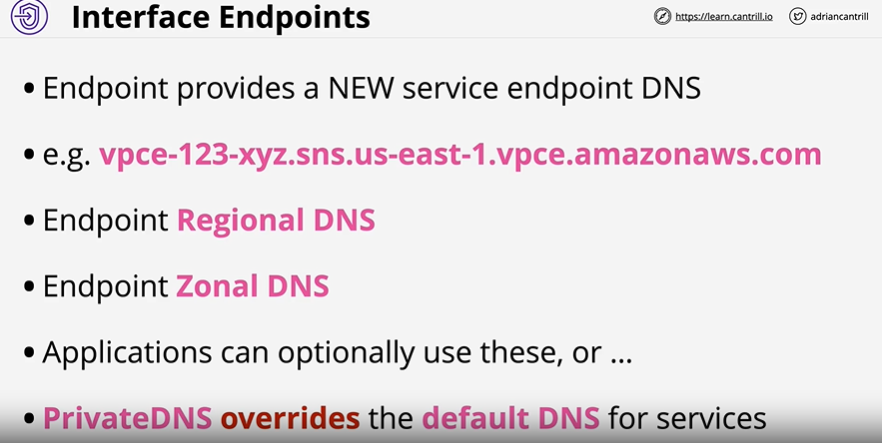 Interface Endpoints
https://learn.cantrill.io
adriancantrill
• Endpoint provides a NEW service endpoint DNS
• e.g. vpce-123-xyz.sns.us-east-1.vpce.amazonaws.com
• Endpoint Regional DNS
• Endpoint Zonal DNS
• Applications can optionally use these, or ...
• PrivateDNS overrides the default DNS for services